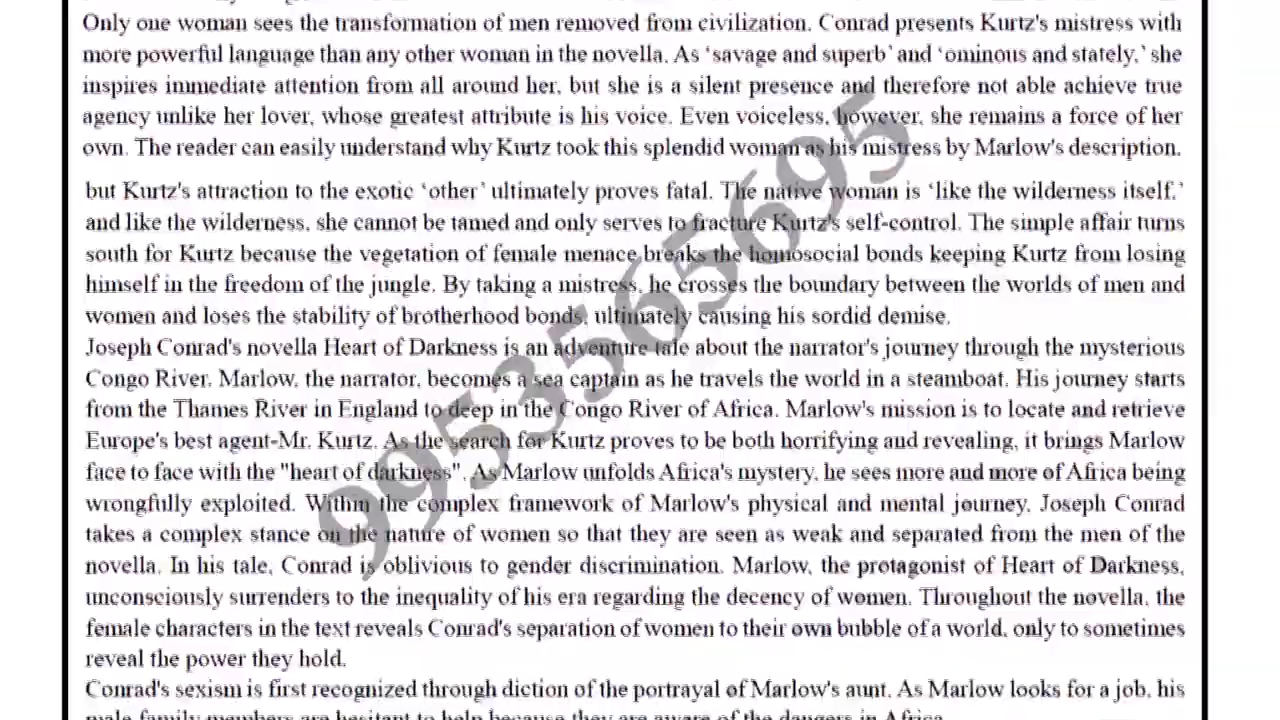 Only one woman sees the transformation of men removed from civilization. Conrad presents Kurtz's mistress with
more powerful language than any other woman in the novella. As ‘savage and superb’ and ‘ominous and stately,’ she
inspires immediate attention from all around her, but she is a silent presence and therefore not able achieve true
agency unlike her lover, whose greatest attribute is his voice. Even voiceless, however, she remains a force of her
own. The reader can easily understand why Kurtz took this splendid woman as his mistress by Marlow's description,
but Kurtz's attraction to the exotic ‘other’ ultimately proves fatal. The native woman is ‘like the wilderness itself,’
and like the wilderness, she cannot be tamed and only serves to fracture Kurtz's self-control. The simple affair turns
south for Kurtz because the vegetation of female menace breaks the homosocial bonds keeping Kurtz from losing
himself in the freedom of the jungle. By taking a mistress, he crosses the boundary between the worlds of men and
women and loses the stability of brotherhood bonds, ultimately causing his sordid demise.
Joseph Conrad's novella Heart of Darkness is an adventure tale about the narrator's journey through the mysterious
Congo River. Marlow, the narrator, becomes a sea captain as he travels the world in a steamboat. His journey starts
from the Thames River in England to deep in the Congo River of Africa. Marlow's mission is to locate and retrieve
Europe's best agent-Mr. Kurtz. As the search for Kurtz proves to be both horrifying and revealing, it brings Marlow
face to face with the "heart of darkness". As Marlow unfolds Africa's mystery, he sees more and more of Africa being
wrongfully exploited. Within the complex framework of Marlow's physical and mental journey, Joseph Conrad
takes a complex stance on the nature of women so that they are seen as weak and separated from the men of the
novella. In his tale, Conrad is oblivious to gender discrimination. Marlow, the protagonist of Heart of Darkness,
unconsciously surrenders to the inequality of his era regarding the decency of women. Throughout the novella, the
female characters in the text reveals Conrad's separation of women to their own bubble of a world, only to sometimes
reveal the power they hold.
Conrad's sexism is first recognized through diction of the portrayal of Marlow's aunt. As Marlow looks for a job, his
male family members are hesitant to help because they are aware of the dangers in Africa.
9953565695